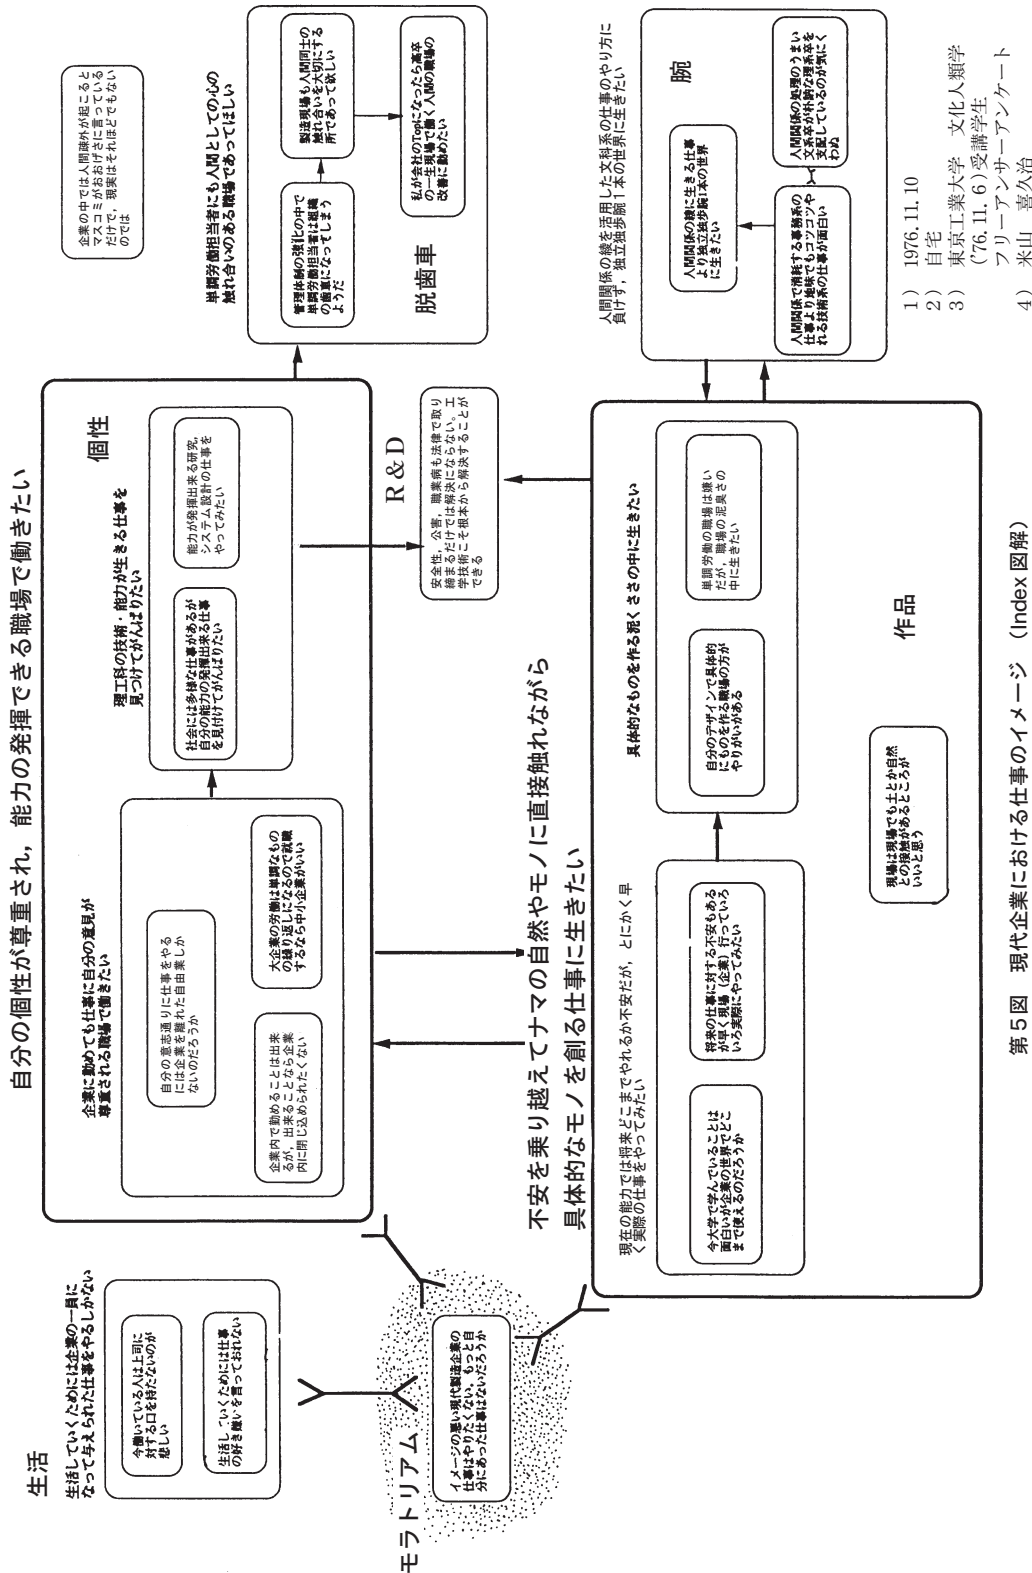 自分の個性が尊重され，能力の発揮できる職場で働きたい
生活
生活していくためには企業の一員に
なって与えられた仕事をやるしかない
今働いている人は上司に
対する口を持たないのが
悲しい
生活していくためには仕事
の好き嫌いを言っておれない
モラトリアム
イメージの悪い現代製造企業の
仕事はやりたくない，もっと自
分にあった仕事はないだろうか
企業に勤めても仕事に自分の意見が
尊重される職場で働きたい
自分の意志通りに仕事をやる
には企業を離れた自由業しか
ないのだろうか
企業内で勤めることは出来
るが，出来ることなら企業
内に閉じ込められたくない
大企業の労働は単調なもの
の繰り返しになるので就職
するなら中小企業がいい
個性
理工科の技術・能力が生きる仕事を
見つけてがんばりたい
社会には多様な仕事があるが
自分の能力の発揮出来る仕事
を見付けてがんばりたい
能力が発揮出来る研究，
システム設計の仕事を
やってみたい
企業の中では人間疎外が起こると
マスコミがおおげさに言っている
だけで，現実はそれほどでもない
のでは
単調労働担当者にも人間としての心の
触れ合いのある職場であってほしい
管理体制の強化の中で
単調労働担当者は組織
の歯車になってしまう
ようだ
製造現場も人間同士の
触れ合いを大切にする
所であって欲しい
私が会社のTopになったら高卒
の一生現場で働く人間の職場の
改善に勤めたい
脱歯車
R&D
安全性，公害，職業病も法律で取り
締まるだけでは解決にならない。工
学技術こそ根本から解決することが
できる
不安を乗り越えてナマの自然やモノに直接触れながら
具体的なモノを創る仕事に生きたい
現在の能力では将来どこまでやれるか不安だが，とにかく早
く実際の仕事をやってみたい
今大学で学んでいることは
面白いが企業の世界でどこ
まで使えるのだろうか
将来の仕事に対する不安もある
が早く現場（企業）行っていろ
いろ実際にやってみたい
具体的なものを作る泥くささの中に生きたい
自分のデザインで具体的
にものを作る職場の方が
やりがいがある
単調労働の職場は嫌い
だが，職場の泥臭さの
中に生きたい
現場は現場でも土とか自然
との接触があるところが
いいと思う
作品
人間関係の綾を活用した文科系の仕事のやり方に
負けず，独立独歩腕1本の世界に生きたい
腕
人間関係の綾に生きる仕事
より独立独歩腕1本の世界
に生きたい
人間関係で消耗する事務系の
仕事より地味でもコツコツや
れる技術系の仕事が面白い
人間関係の処理のうまい
文系卒が朴訥な理系卒を
支配しているのが気にく
わぬ
1） 1976.11.10
2） 自宅
3） 東京工業大学 文化人類学
（'76.11.6）受講学生
フリーアンサーアンケート
4） 米山 喜久治
第5図 現代企業における仕事のイメージ （Index 図解）